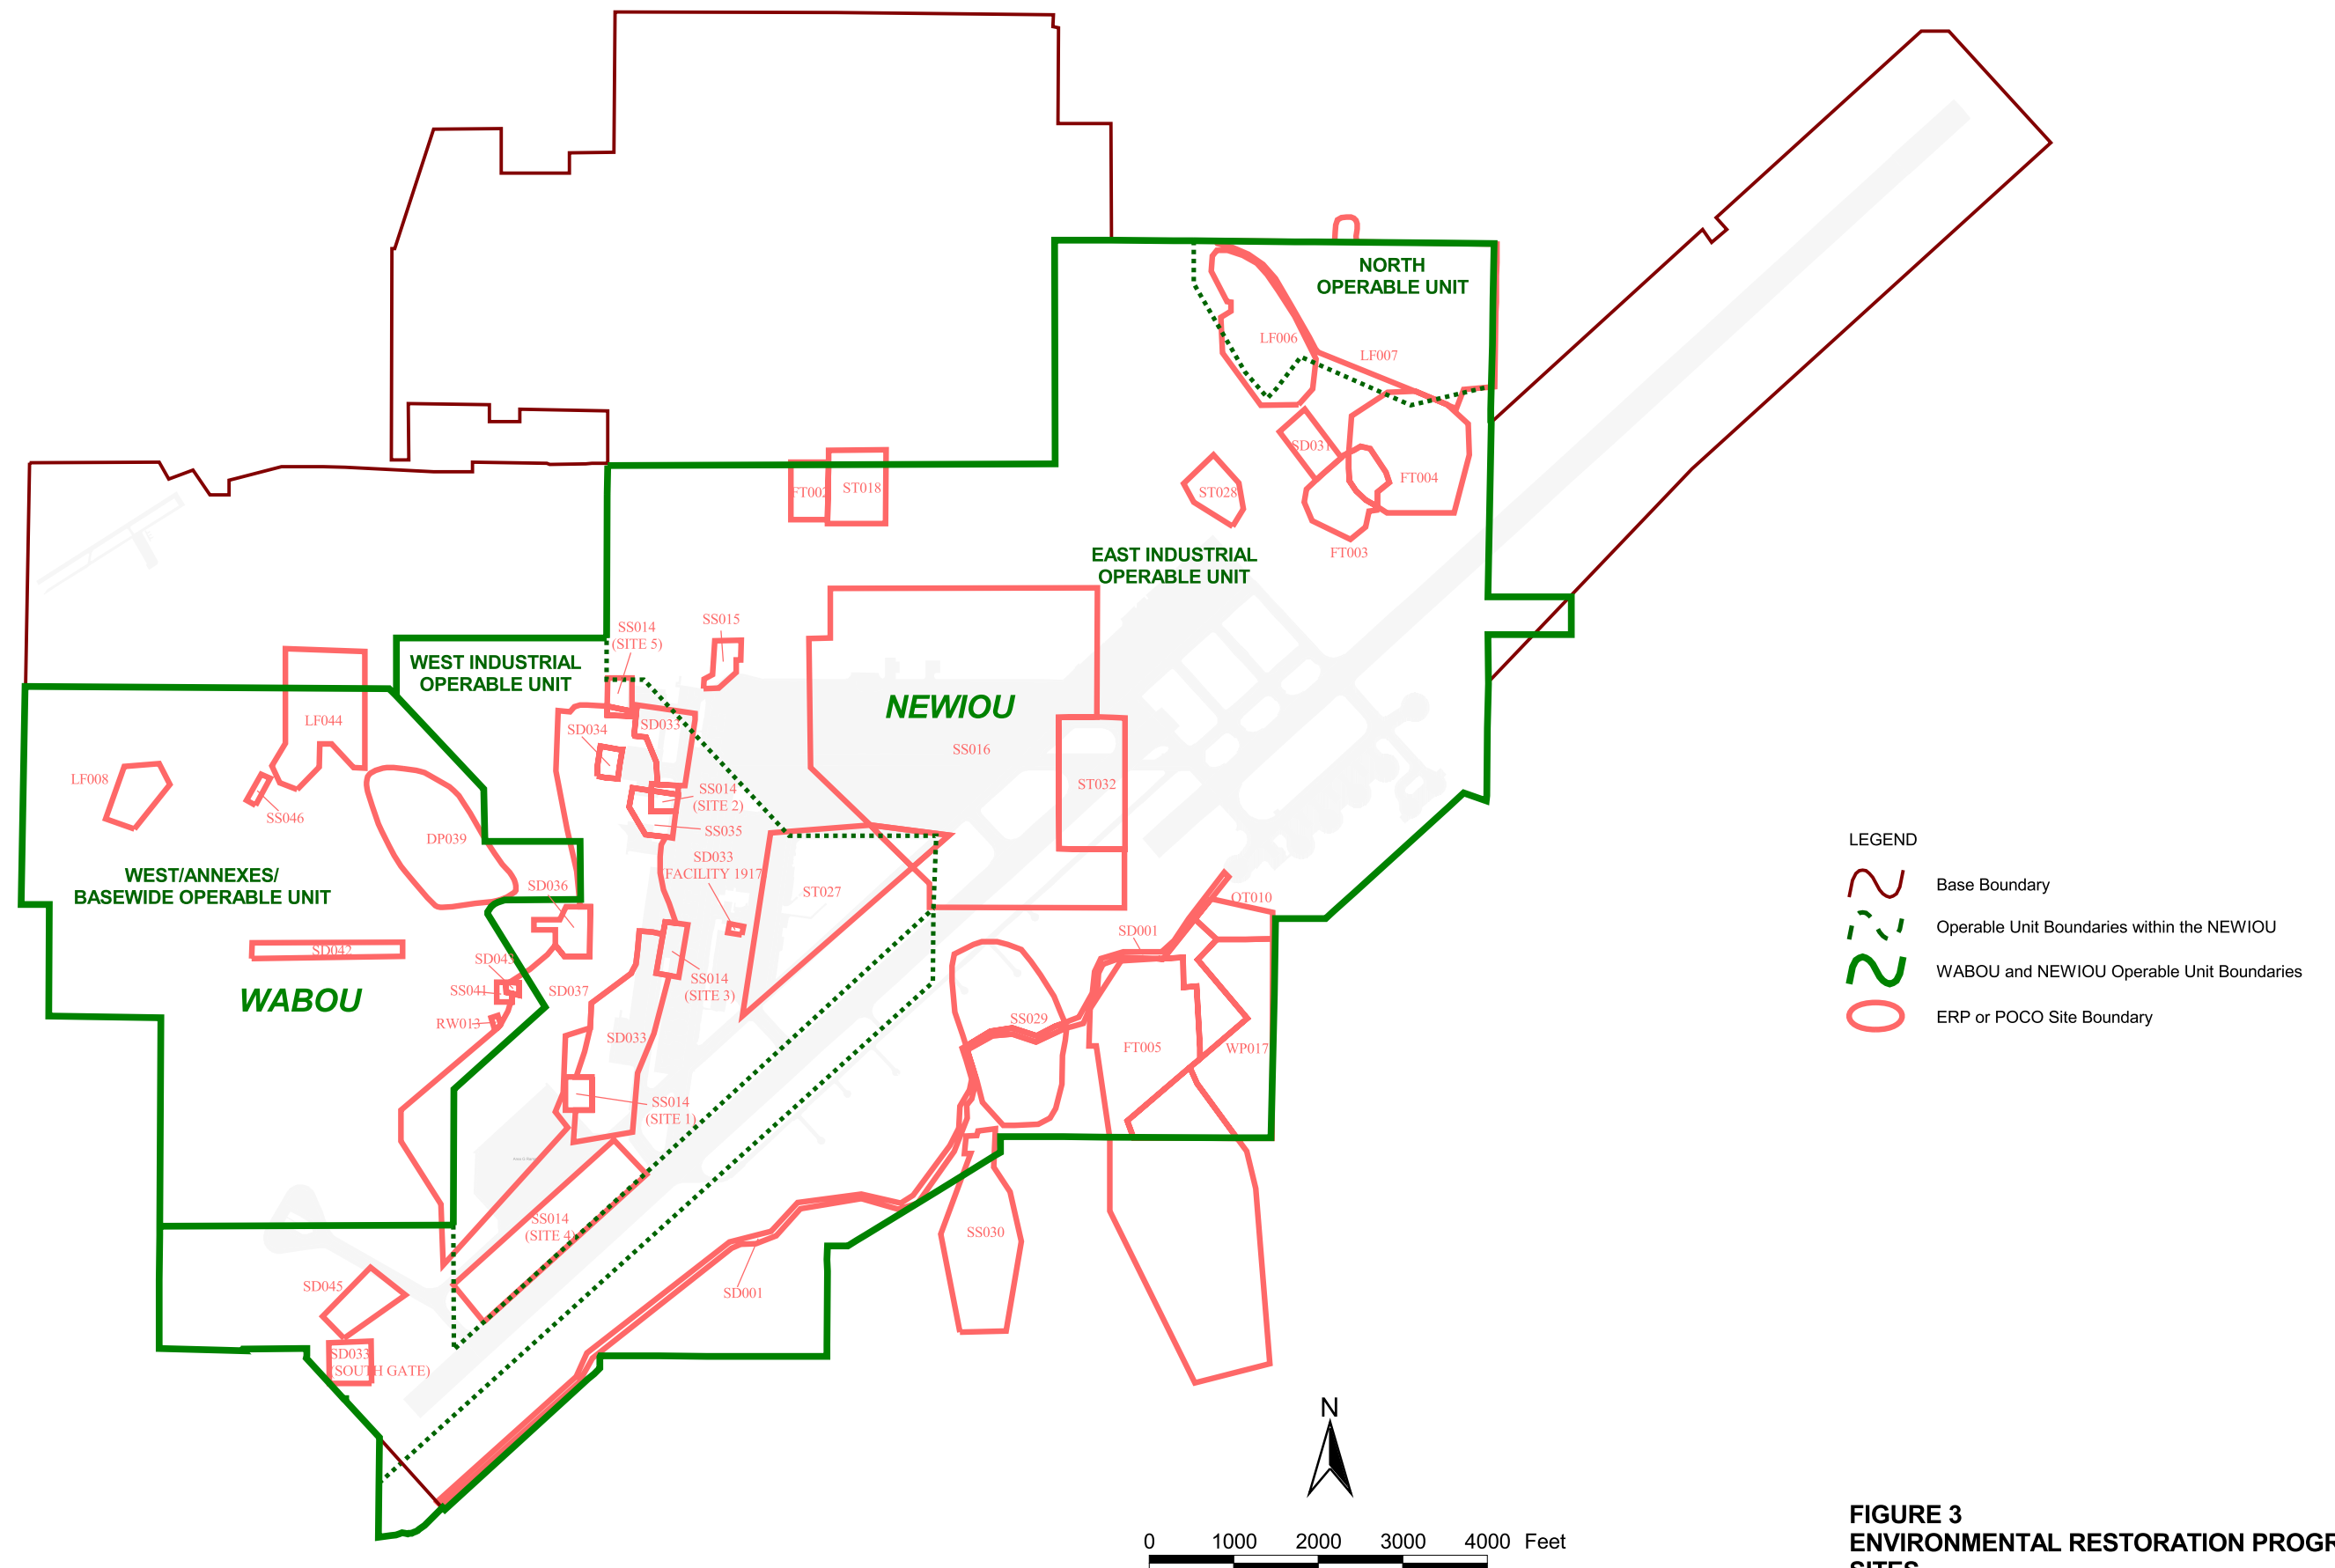 NORTH
OPERABLE UNIT
LF006
LF007
SD031
FT004
FT002
ST018
ST028
FT003
EAST INDUSTRIAL
OPERABLE UNIT
SS014
(SITE 5)
SS015
WEST INDUSTRIAL
OPERABLE UNIT
NEWIOU
LF044
SD034
SD033
SS016
LF008
SS046
SS014
(SITE 2)
ST032
SS035
DP039
SD033
FACILITY 1917
WEST/ANNEXES/
BASEWIDE OPERABLE UNIT
SD036
ST027
OT010
SD042
SD001
SD043
SS041
SD037
SS014
(SITE 3)
WABOU
RW013
SS029
SD033
FT005
WP017
SS014
(SITE 1)
SS014
(SITE 4)
SS030
SD045
SD001
SD033
(SOUTH GATE)
LEGEND
Base Boundary
Operable Unit Boundaries within the NEWIOU
WABOU and NEWIOU Operable Unit Boundaries
ERP or POCO Site Boundary
N
0 1000 2000 3000 4000 Feet
FIGURE 3
ENVIRONMENTAL RESTORATION PROGR
SITES